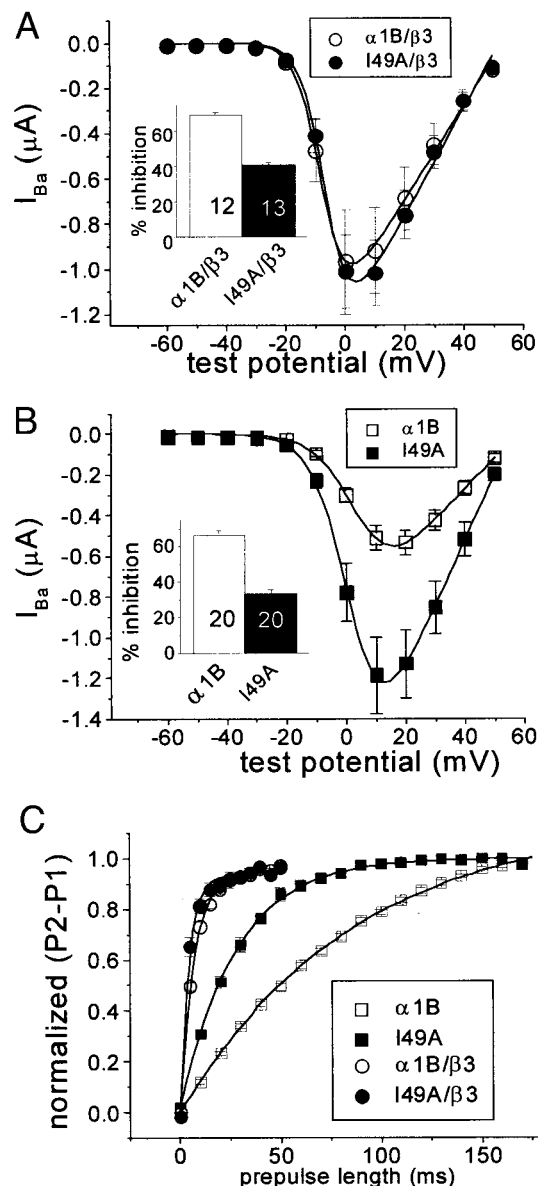 A
α1B/β3
I49A/β3
I_Ba (μA)
0.0
-0.2
-0.4
-0.6
-0.8
-1.0
-1.2
% inhibition
60
40
20
0
12
13
α1B/β3
I49A/β3
-60
-40
-20
0
20
40
60
test potential (mV)
B
α1B
I49A
I_Ba (μA)
0.0
-0.2
-0.4
-0.6
-0.8
-1.0
-1.2
-1.4
% inhibition
80
60
40
20
0
20
20
α1B
I49A
-60
-40
-20
0
20
40
60
test potential (mV)
C
normalized (P2-P1)
1.0
0.8
0.6
0.4
0.2
0.0
α1B
I49A
α1B/β3
I49A/β3
0
50
100
150
prepulse length (ms)